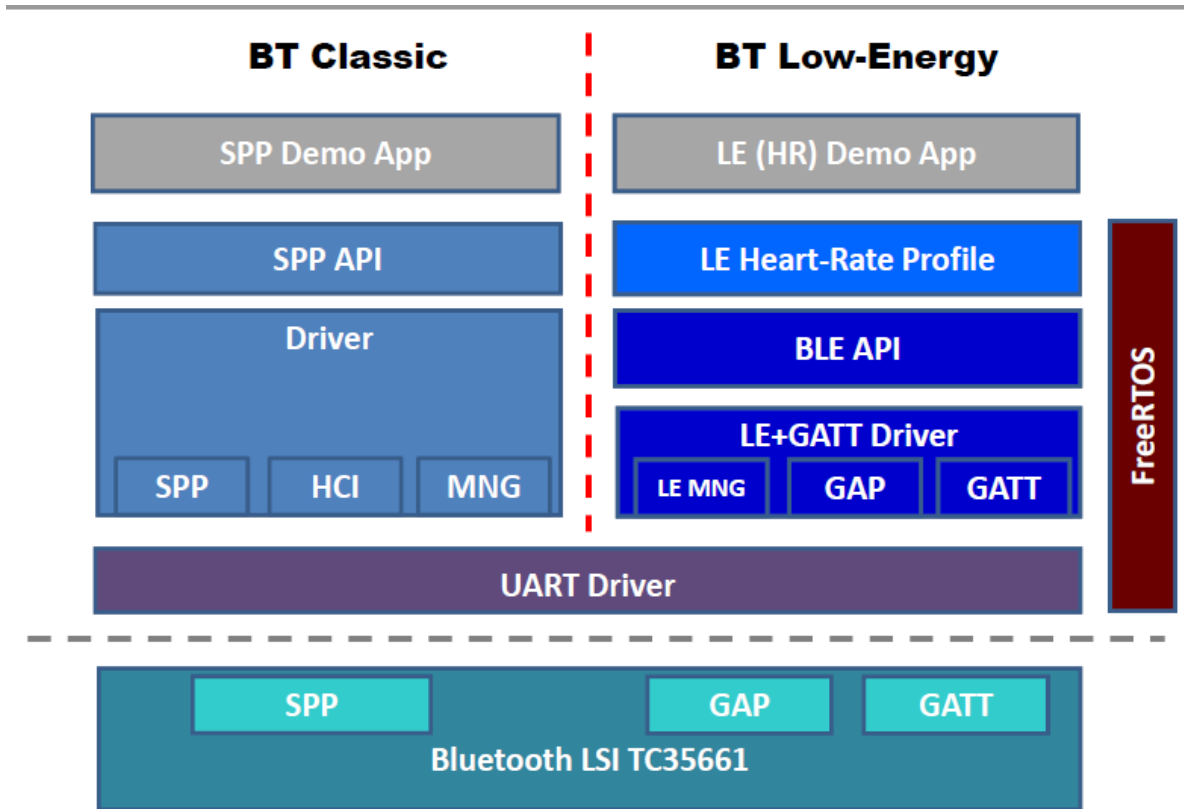 BT Classic
BT Low-Energy
SPP Demo App
LE (HR) Demo App
SPP API
LE Heart-Rate Profile
Driver
BLE API
LE+GATT Driver
SPP
HCI
MNG
LE MNG
GAP
GATT
FreeRTOS
UART Driver
SPP
GAP
GATT
Bluetooth LSI TC35661